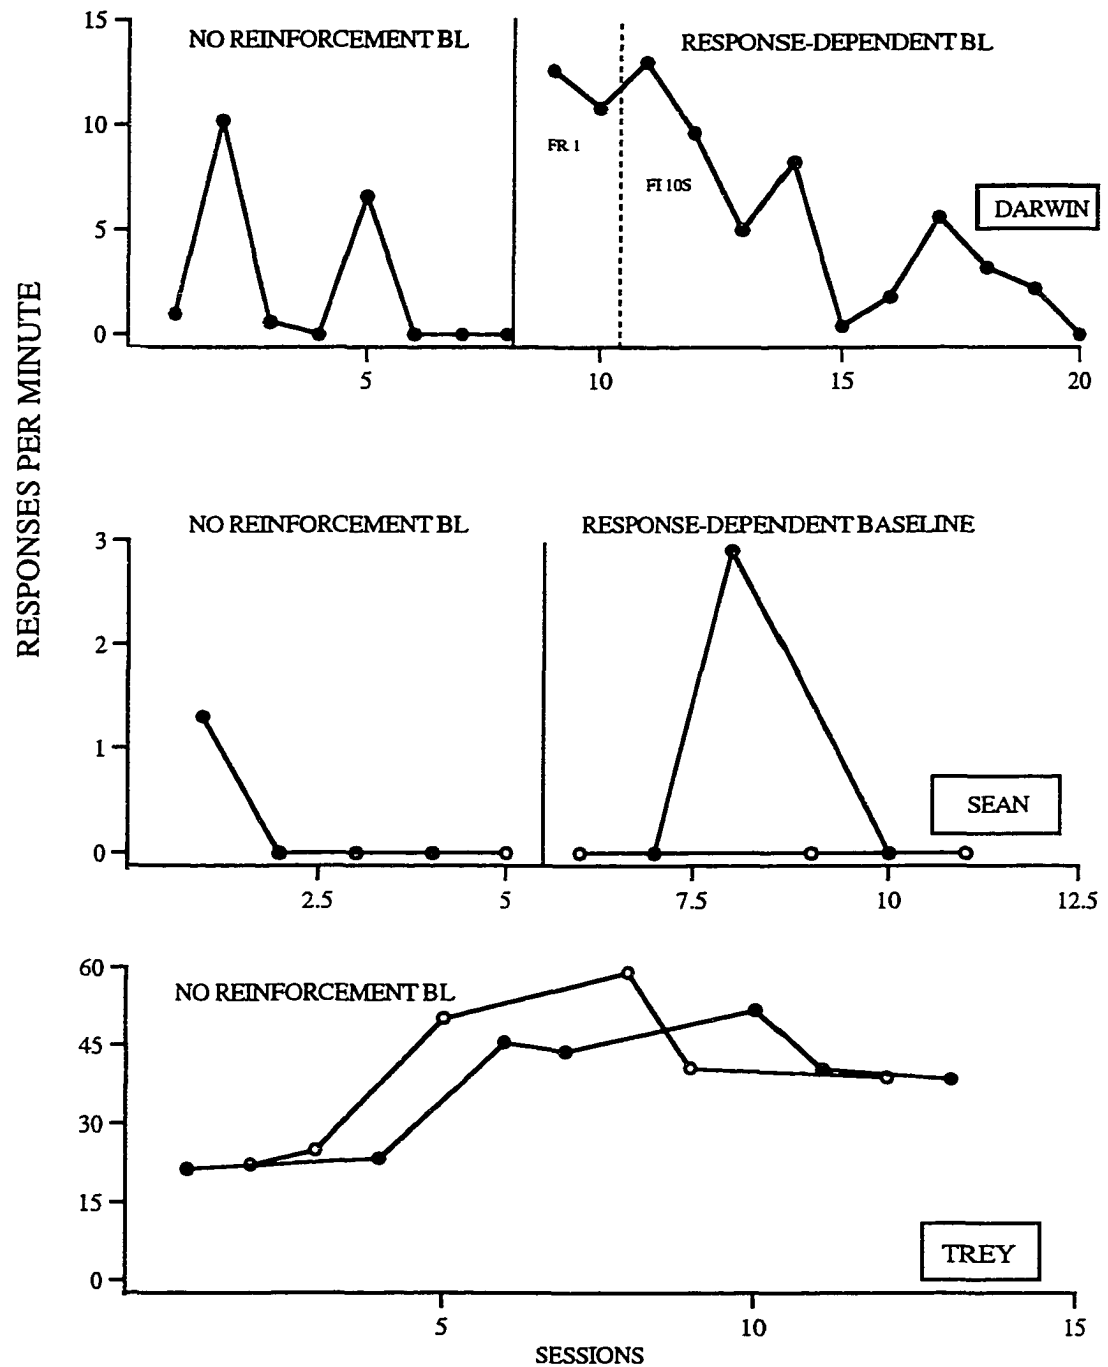 RESPONSES PER MINUTE
15
10
5
0
NO REINFORCEMENT BL
RESPONSE-DEPENDENT BL
FR 1
FI 10S
DARWIN
5
10
15
20
NO REINFORCEMENT BL
RESPONSE-DEPENDENT BASELINE
3
2
1
0
SEAN
2.5
5
7.5
10
12.5
NO REINFORCEMENT BL
60
45
30
15
0
TREY
5
10
15
SESSIONS